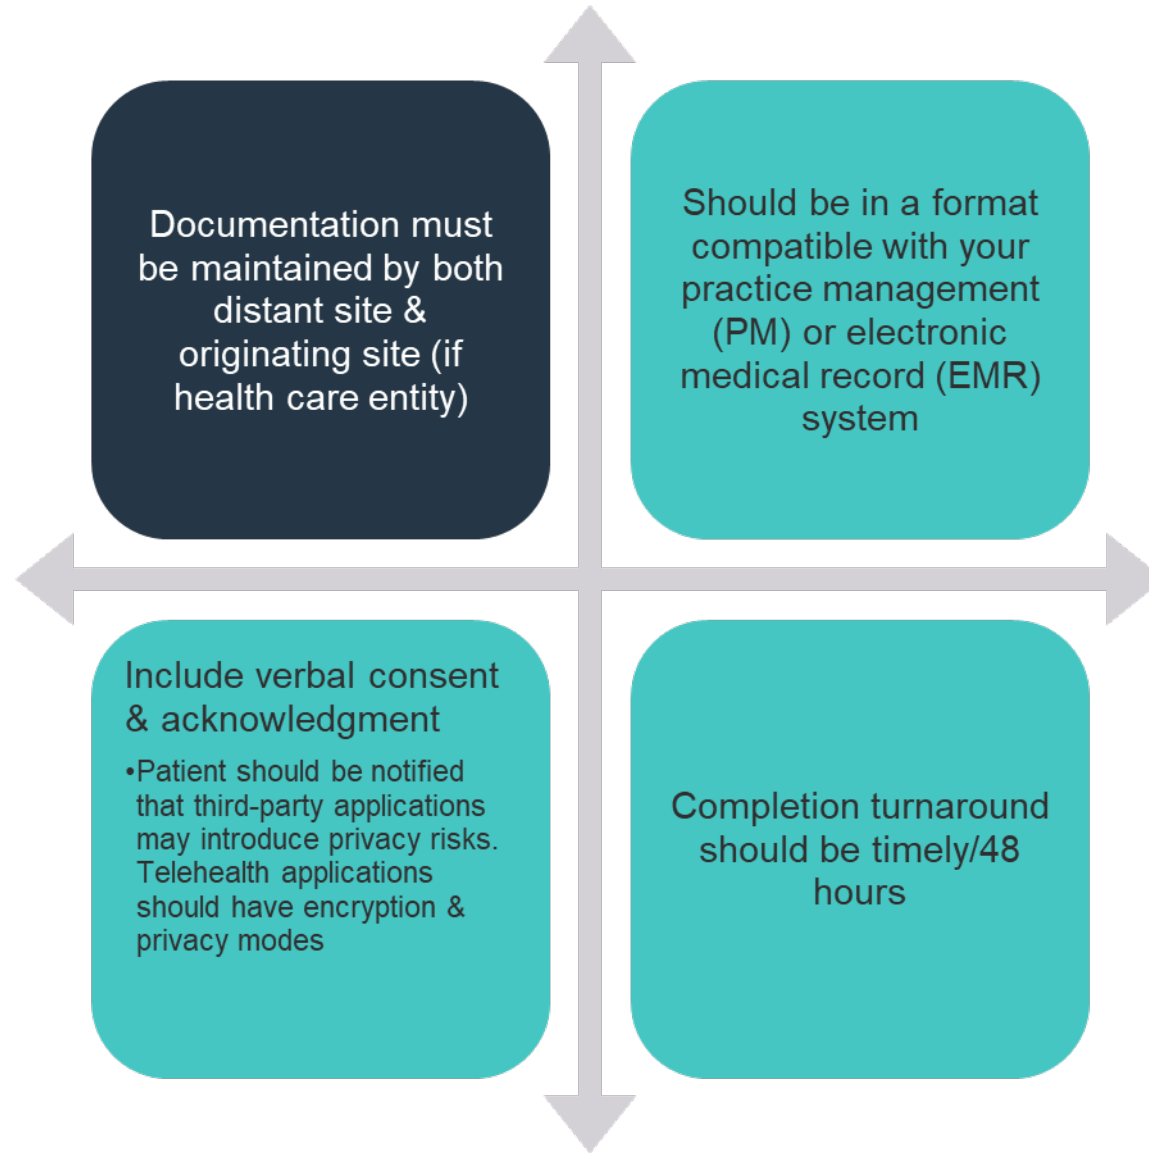 Documentation must
be maintained by both
distant site &
originating site (if
health care entity)
Should be in a format
compatible with your
practice management
(PM) or electronic
medical record (EMR)
system
Include verbal consent
& acknowledgment
•Patient should be notified
that third-party applications
may introduce privacy risks.
Telehealth applications
should have encryption &
privacy modes
Completion turnaround
should be timely/48
hours